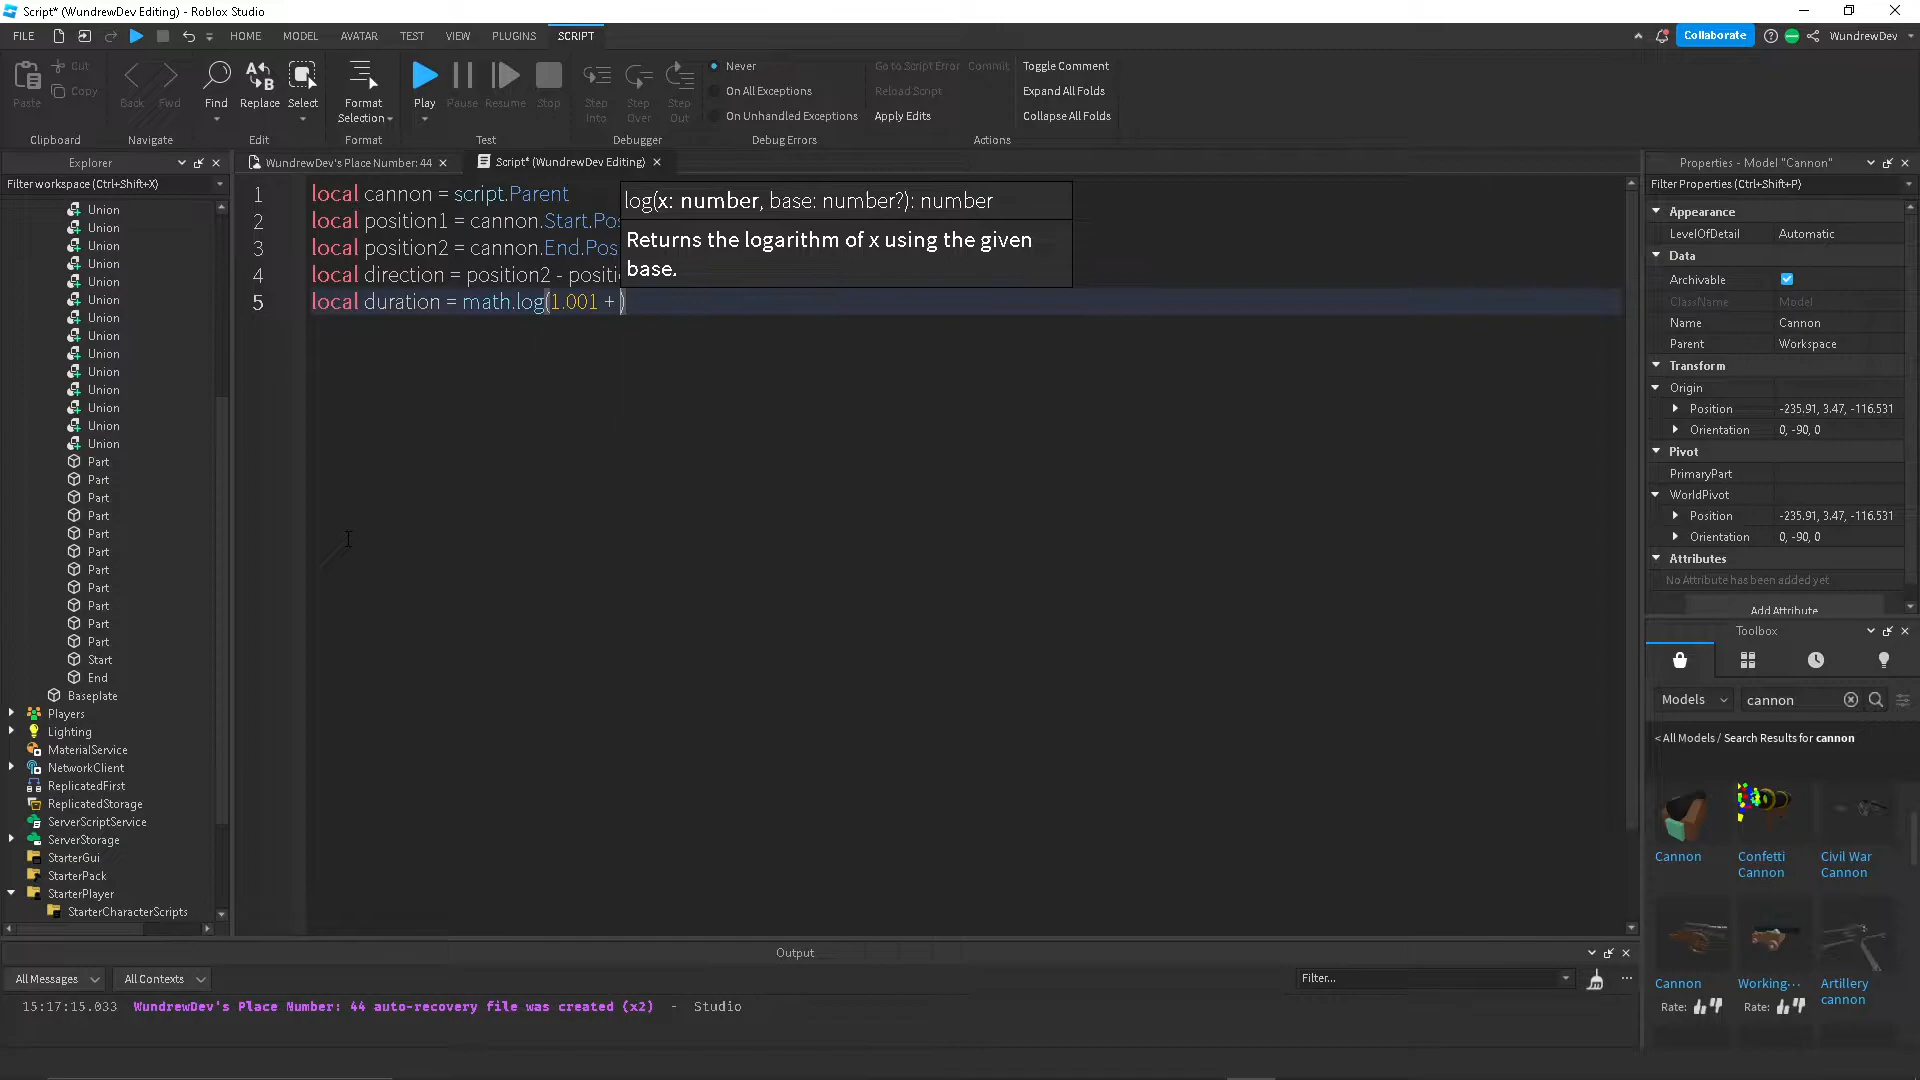 Script* (WundrewDev Editing) - Roblox Studio
FILE HOME MODEL AVATAR TEST VIEW PLUGINS SCRIPT Collaborate WundrewDev
Paste Cut Copy
Clipboard
Back Fwd
Navigate
Find Replace Select
Edit
Format Selection
Format
Play Pause Resume Stop
Test
Step Into Step Over Step Out
Debugger
Never
On All Exceptions
On Unhandled Exceptions
Debug Errors
Go to Script Error Commit
Reload Script
Apply Edits
Actions
Toggle Comment
Expand All Folds
Collapse All Folds
Explorer
Filter workspace (Ctrl+Shift+X)
Union
Union
Union
Union
Union
Union
Union
Union
Union
Union
Union
Union
Union
Union
Part
Part
Part
Part
Part
Part
Part
Part
Part
Part
Part
Start
End
Baseplate
Players
Lighting
MaterialService
NetworkClient
ReplicatedFirst
ReplicatedStorage
ServerScriptService
ServerStorage
StarterGui
StarterPack
StarterPlayer
StarterCharacterScripts
WundrewDev's Place Number: 44
Script* (WundrewDev Editing)
1 local cannon = script.Parent
2 local position1 = cannon.Start.Pos
3 local position2 = cannon.End.Pos
4 local direction = position2 - positi
5 local duration = math.log(1.001 + )
log(x: number, base: number?): number
Returns the logarithm of x using the given
base.
Properties - Model "Cannon"
Filter Properties (Ctrl+Shift+P)
Appearance
LevelOfDetail Automatic
Data
Archivable
ClassName Model
Name Cannon
Parent Workspace
Transform
Origin
Position -235.91, 3.47, -116.531
Orientation 0, -90, 0
Pivot
PrimaryPart
WorldPivot
Position -235.91, 3.47, -116.531
Orientation 0, -90, 0
Attributes
No Attribute has been added yet
Add Attribute
Toolbox
Models cannon
< All Models / Search Results for cannon
Cannon
Confetti Cannon
Civil War Cannon
Cannon
Rate:
Working...
Rate:
Artillery cannon
Output
All Messages All Contexts Filter...
15:17:15.033 WundrewDev's Place Number: 44 auto-recovery file was created (x2) - Studio